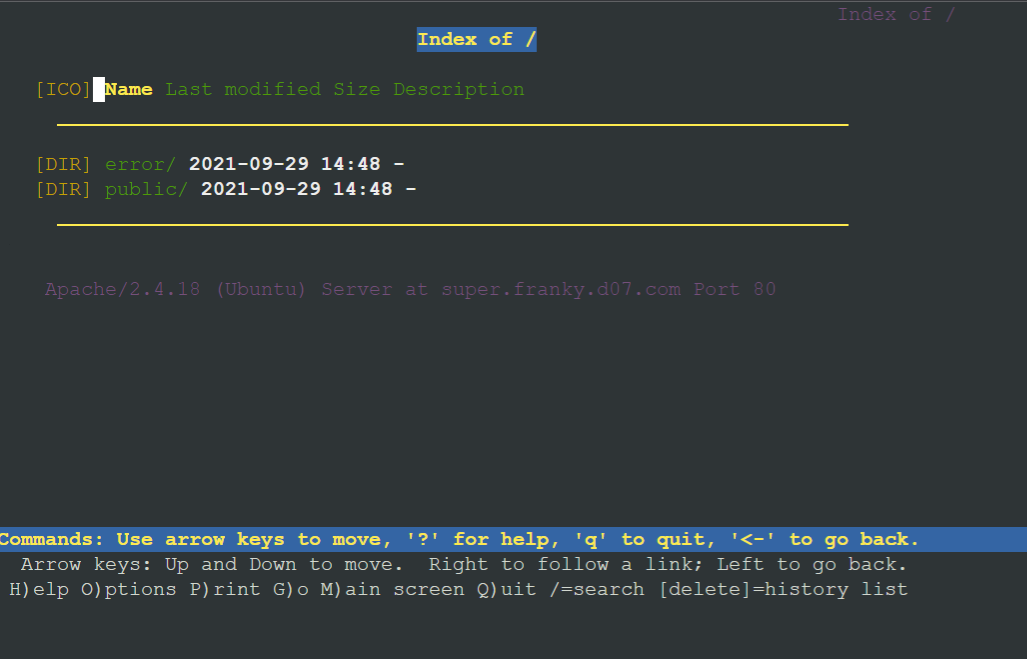 Index of /
Index of /
[ICO] Name Last modified Size Description
[DIR] error/ 2021-09-29 14:48 -
[DIR] public/ 2021-09-29 14:48 -
Apache/2.4.18 (Ubuntu) Server at super.franky.d07.com Port 80
Commands: Use arrow keys to move, '?' for help, 'q' to quit, '<-' to go back.
Arrow keys: Up and Down to move. Right to follow a link; Left to go back.
H)elp O)ptions P)rint G)o M)ain screen Q)uit /=search [delete]=history list